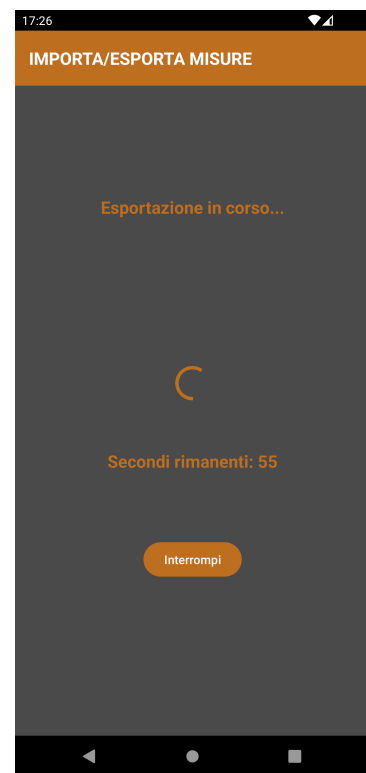 17:26
IMPORTA/ESPORTA MISURE
Esportazione in corso...
Secondi rimanenti: 55
Interrompi